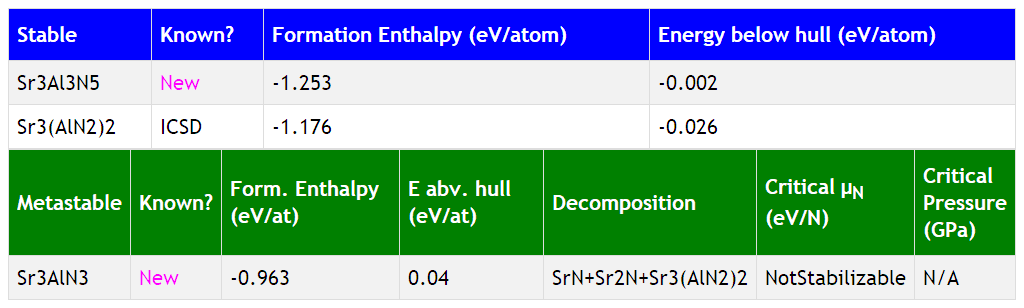 Stable Known? Formation Enthalpy (eV/atom) Energy below hull (eV/atom)
Sr3Al3N5 New -1.253 -0.002
Sr3(AlN2)2 ICSD -1.176 -0.026
Metastable Known? Form. Enthalpy (eV/at) E abv. hull (eV/at) Decomposition Critical μN (eV/N) Critical Pressure (GPa)
Sr3AlN3 New -0.963 0.04 SrN+Sr2N+Sr3(AlN2)2 NotStabilizable N/A